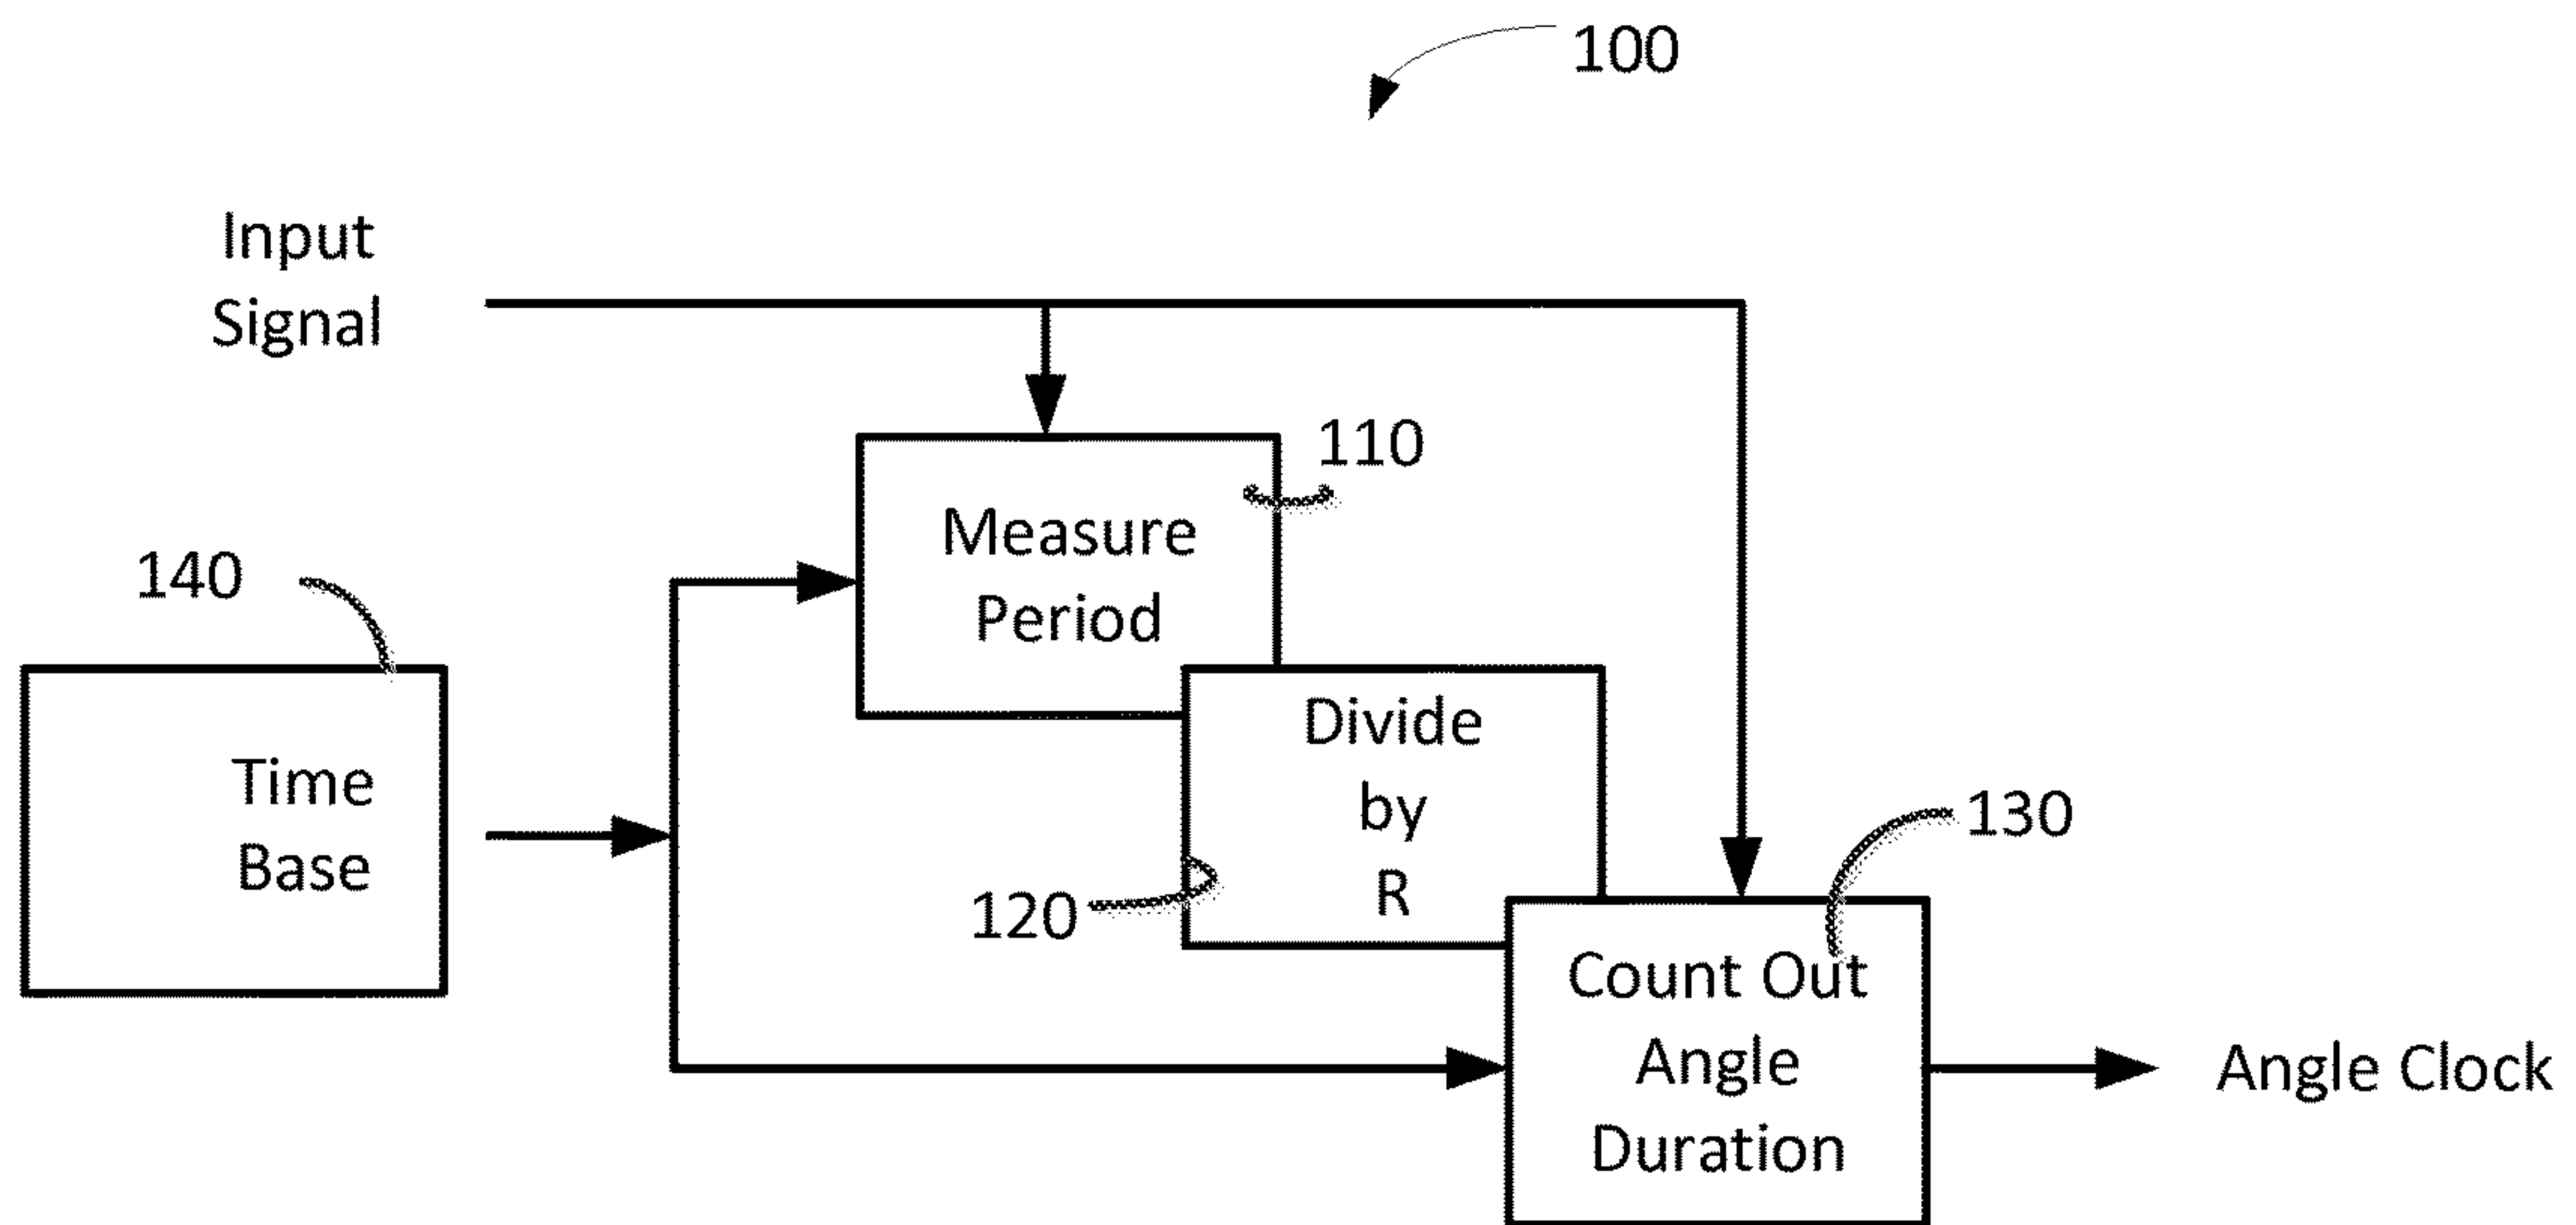 100
Input
Signal
110
Measure
Period
140
Time
Base
Divide
by
R
120
130
Count Out
Angle
Duration
Angle Clock